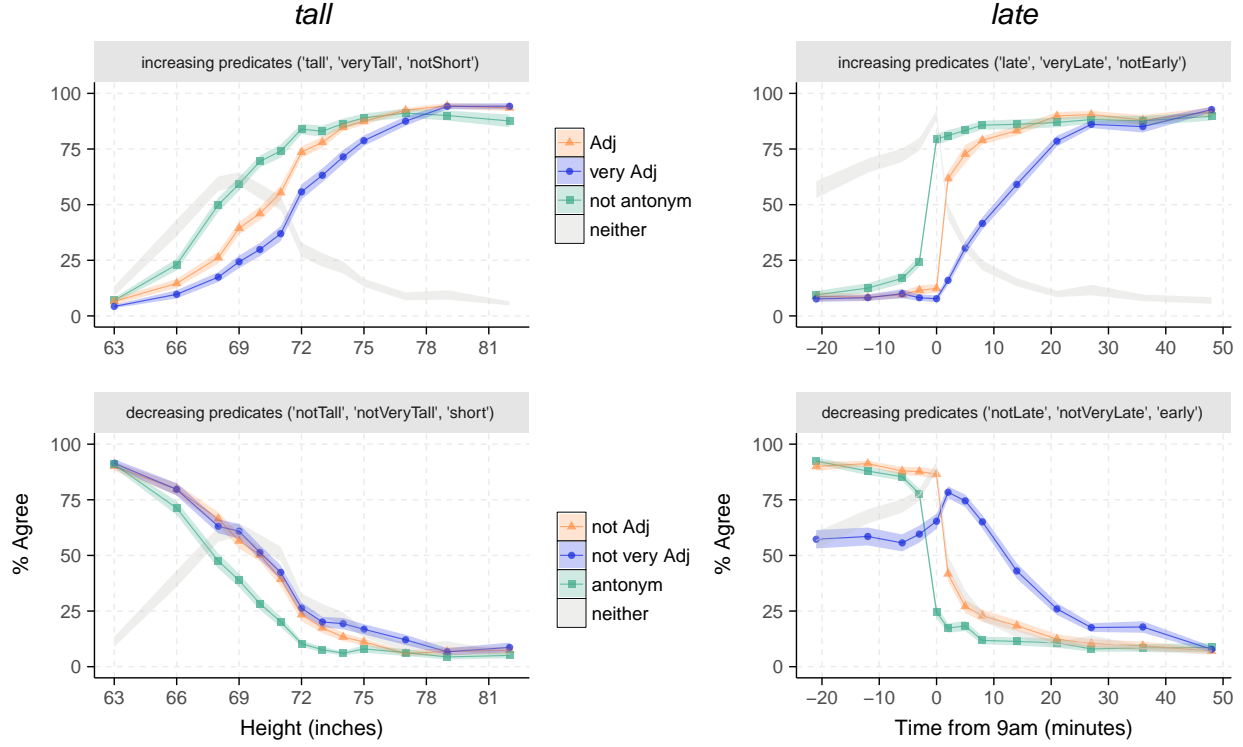 tall
late
increasing predicates ('tall', 'veryTall', 'notShort')
increasing predicates ('late', 'veryLate', 'notEarly')
100
75
50
25
0
63 66 69 72 75 78 81
Adj
very Adj
not antonym
neither
100
75
50
25
0
−20 −10 0 10 20 30 40 50
decreasing predicates ('notTall', 'notVeryTall', 'short')
decreasing predicates ('notLate', 'notVeryLate', 'early')
% Agree
100
75
50
25
0
63 66 69 72 75 78 81
Height (inches)
not Adj
not very Adj
antonym
neither
% Agree
100
75
50
25
0
−20 −10 0 10 20 30 40 50
Time from 9am (minutes)